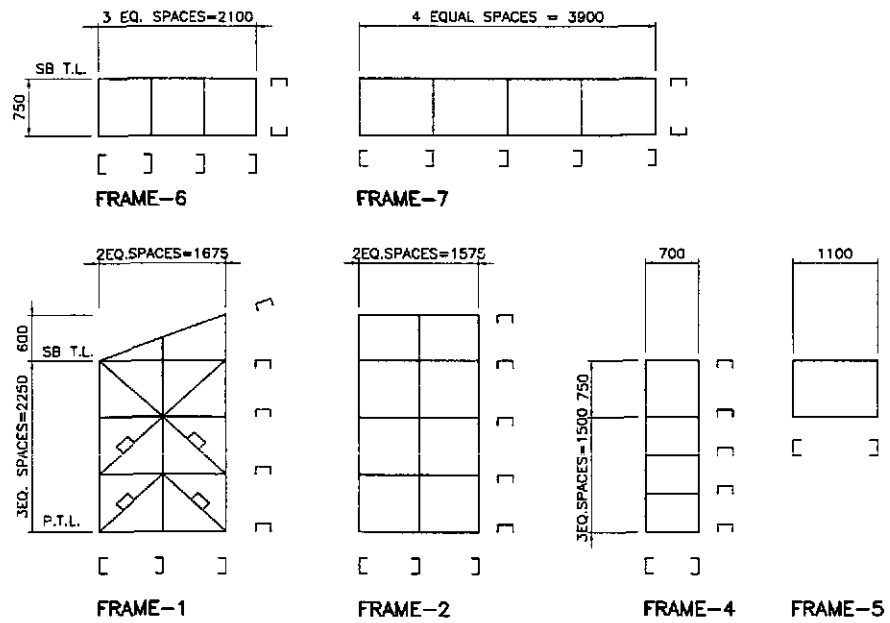 3 EQ. SPACES=2100
4 EQUAL SPACES = 3900
SB T.L.
750
FRAME-6
FRAME-7
2EQ.SPACES=1675
2EQ.SPACES=1575
700
1100
600
SB T.L.
3EQ. SPACES=2250
P.T.L.
750
3EQ.SPACES=1500
FRAME-1
FRAME-2
FRAME-4
FRAME-5